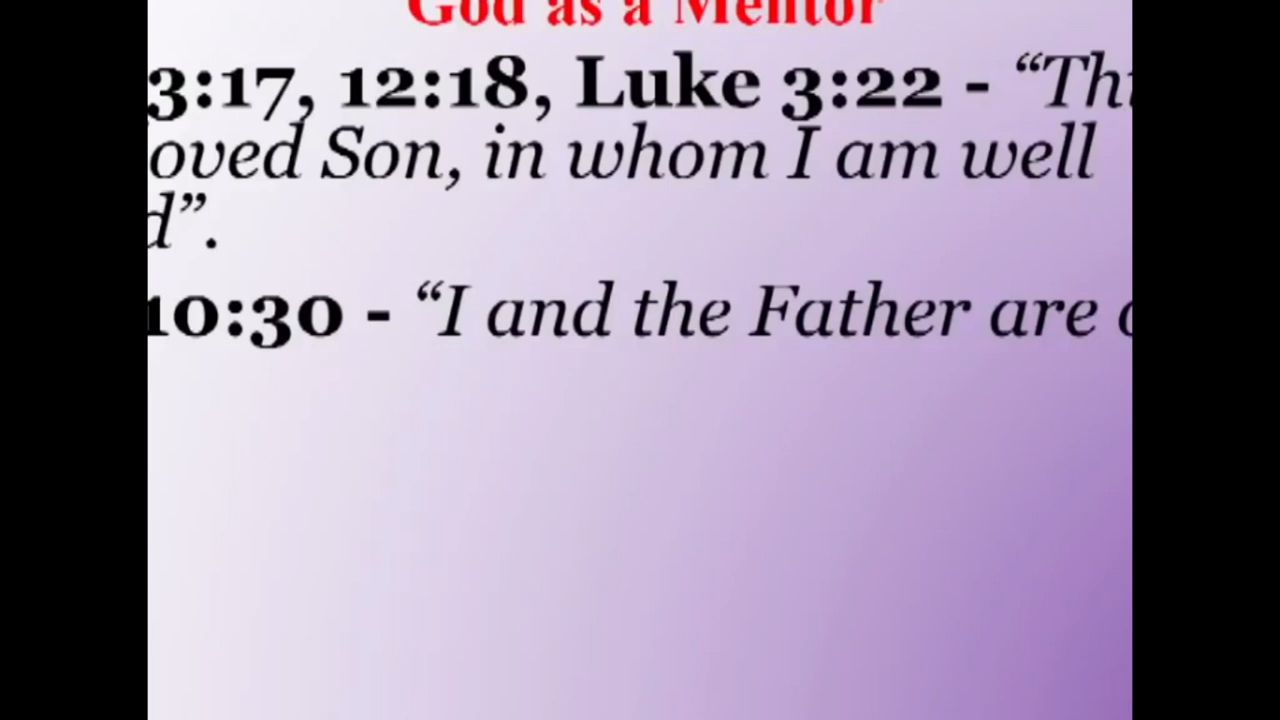 God as a Mentor
3:17, 12:18, Luke 3:22 - “Thi
oved Son, in whom I am well
d”.
10:30 - “I and the Father are